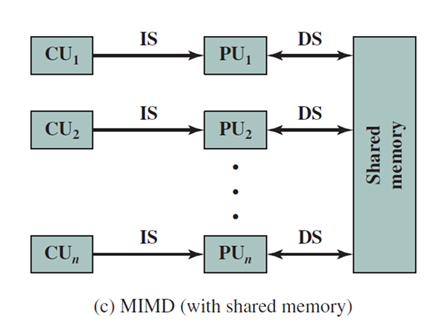 IS DS
CU₁ PU₁
IS DS
CU₂ PU₂
Shared
memory
IS DS
CUₙ PUₙ
(c) MIMD (with shared memory)